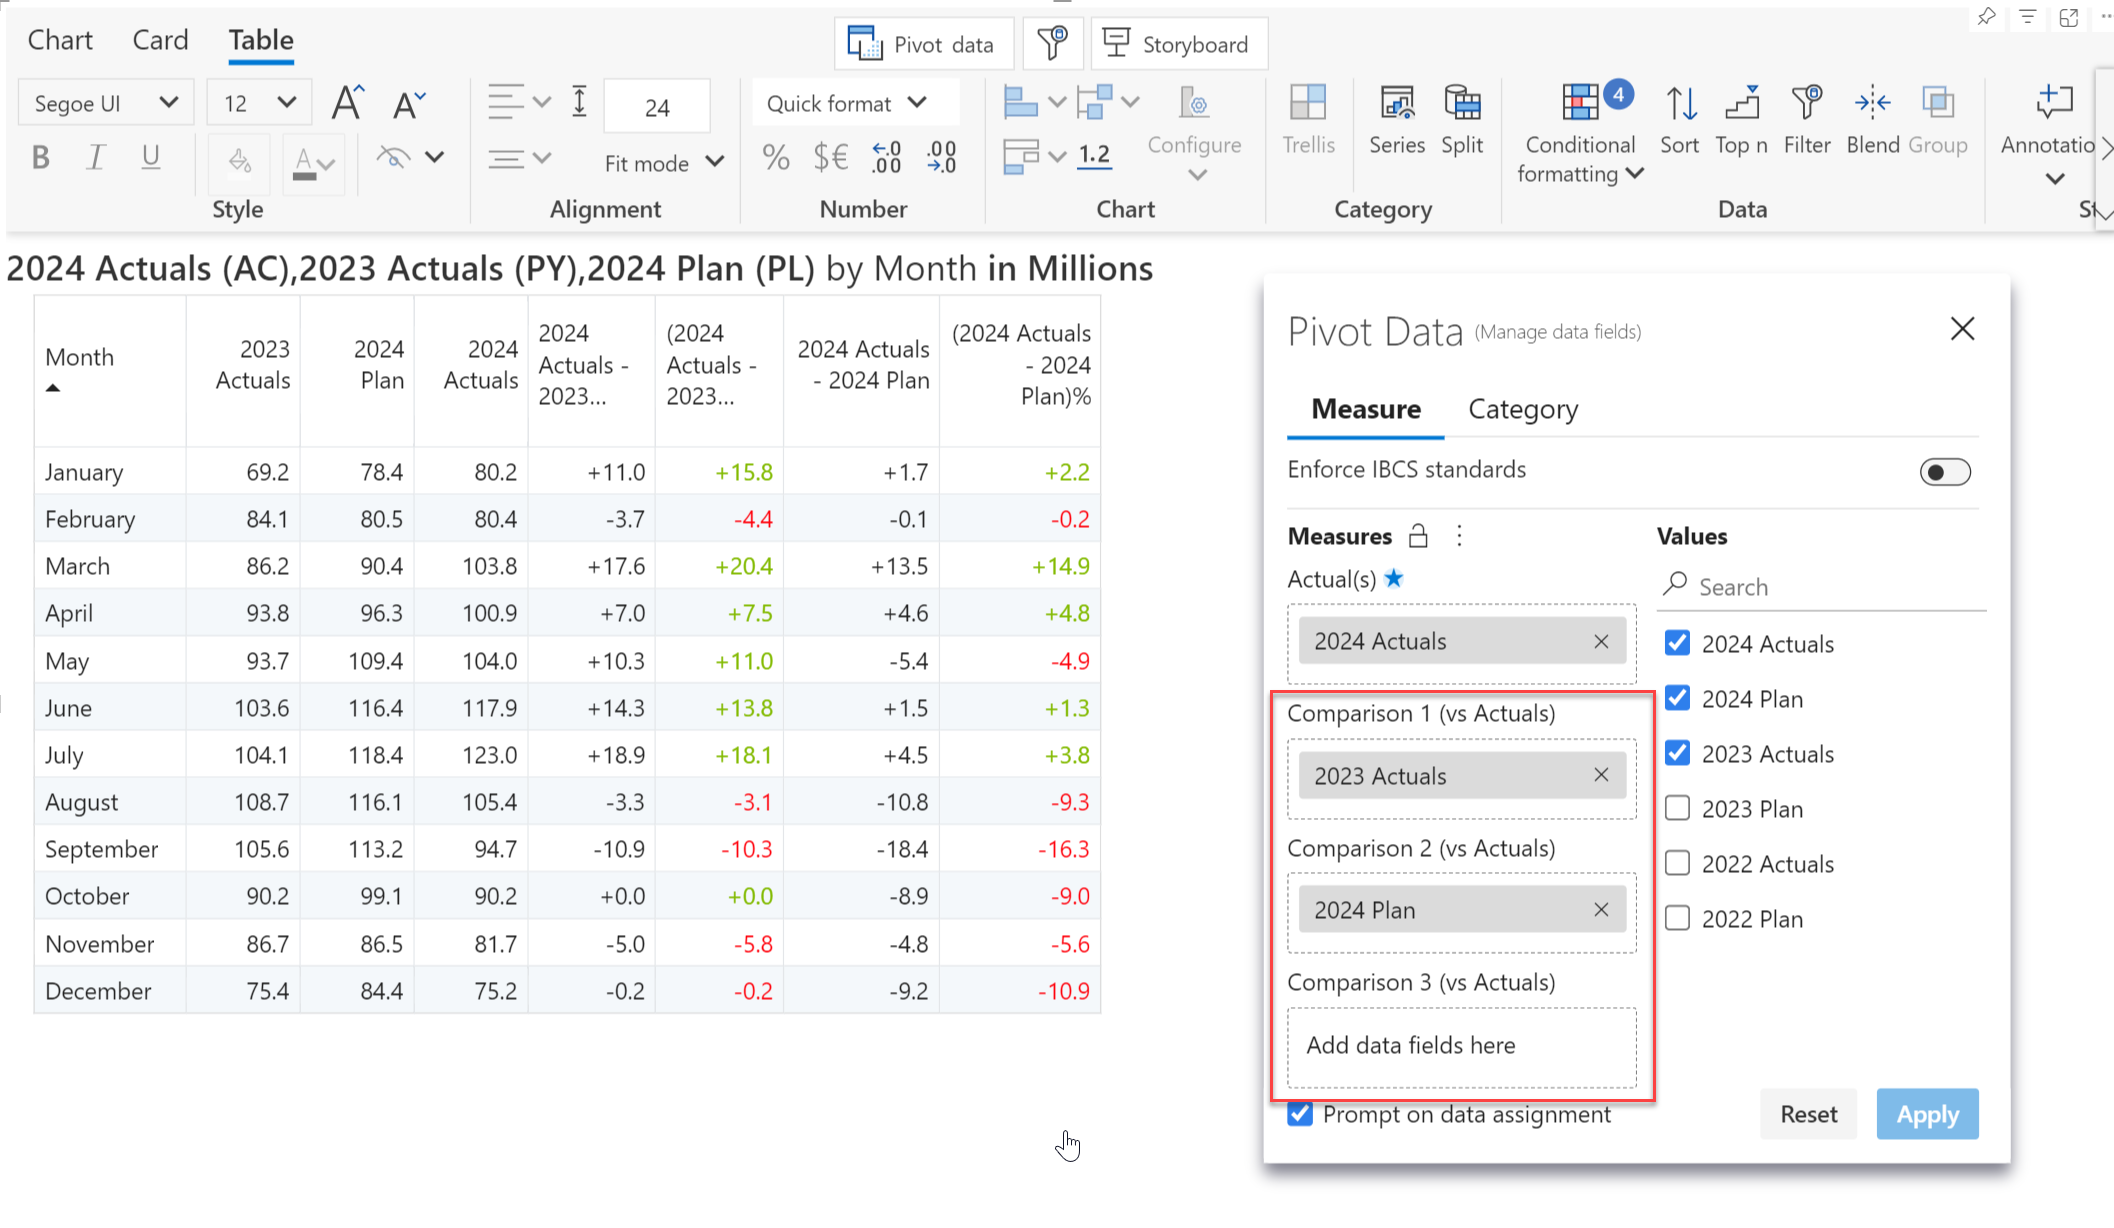 Chart Card Table
Pivot data Storyboard
Segoe UI 12 A A 24 Quick format 1.2 Configure Trellis Series Split Conditional formatting 4 Sort Top n Filter Blend Group Annotatio
B I U A Fit mode % $€ .0 .00 .00 .0
Style Alignment Number Chart Category Data St
2024 Actuals (AC),2023 Actuals (PY),2024 Plan (PL) by Month in Millions
Month 2023 Actuals 2024 Plan 2024 Actuals 2024 Actuals - 2023... (2024 Actuals - 2023... 2024 Actuals - 2024 Plan (2024 Actuals - 2024 Plan)%
January 69.2 78.4 80.2 +11.0 +15.8 +1.7 +2.2
February 84.1 80.5 80.4 -3.7 -4.4 -0.1 -0.2
March 86.2 90.4 103.8 +17.6 +20.4 +13.5 +14.9
April 93.8 96.3 100.9 +7.0 +7.5 +4.6 +4.8
May 93.7 109.4 104.0 +10.3 +11.0 -5.4 -4.9
June 103.6 116.4 117.9 +14.3 +13.8 +1.5 +1.3
July 104.1 118.4 123.0 +18.9 +18.1 +4.5 +3.8
August 108.7 116.1 105.4 -3.3 -3.1 -10.8 -9.3
September 105.6 113.2 94.7 -10.9 -10.3 -18.4 -16.3
October 90.2 99.1 90.2 +0.0 +0.0 -8.9 -9.0
November 86.7 86.5 81.7 -5.0 -5.8 -4.8 -5.6
December 75.4 84.4 75.2 -0.2 -0.2 -9.2 -10.9
Pivot Data (Manage data fields)
Measure Category
Enforce IBCS standards
Measures
Actual(s)
2024 Actuals
Comparison 1 (vs Actuals)
2023 Actuals
Comparison 2 (vs Actuals)
2024 Plan
Comparison 3 (vs Actuals)
Add data fields here
Prompt on data assignment
Values
Search
2024 Actuals
2024 Plan
2023 Actuals
2023 Plan
2022 Actuals
2022 Plan
Reset Apply